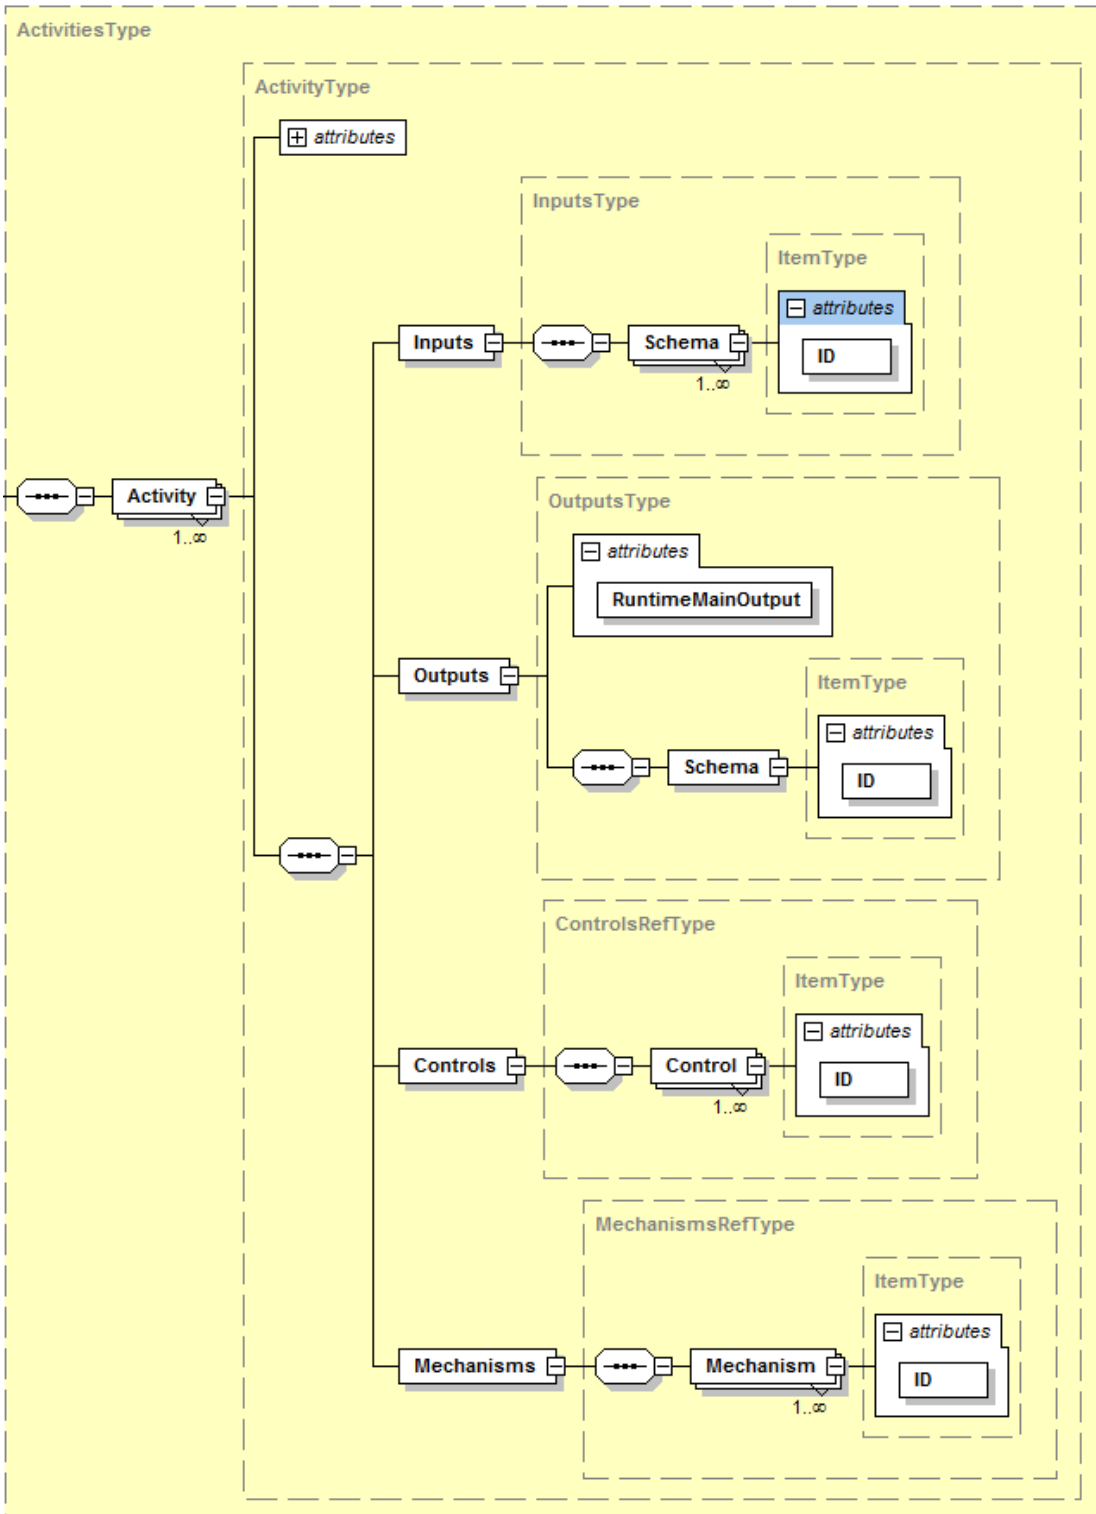 ActivitiesType
ActivityType
attributes
InputsType
ItemType
attributes
Inputs
Schema
ID
1..∞
Activity
1..∞
OutputsType
attributes
RuntimeMainOutput
Outputs
ItemType
attributes
Schema
ID
ControlsRefType
ItemType
attributes
Controls
Control
ID
1..∞
MechanismsRefType
ItemType
attributes
Mechanisms
Mechanism
ID
1..∞